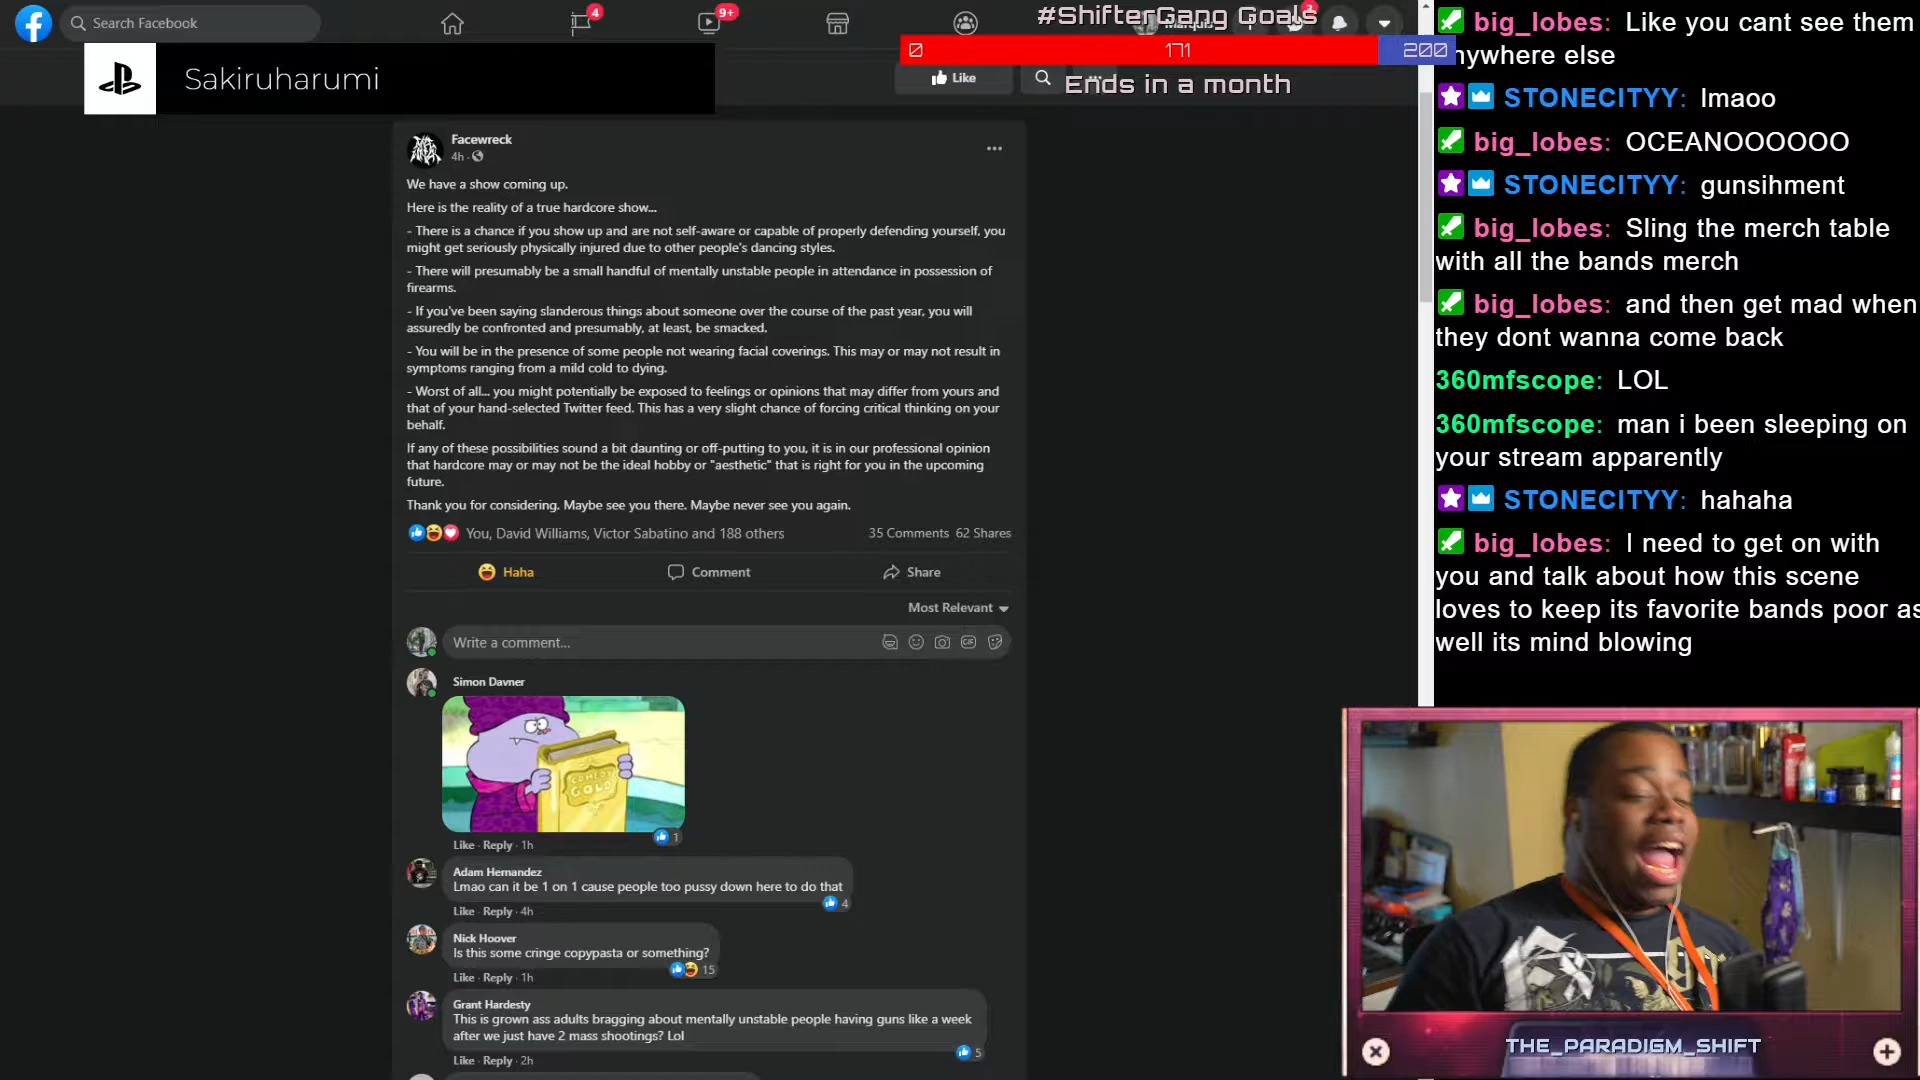 Search Facebook
4
9+
2
#ShifterGang Goals
0
171
200
Ends in a month
Sakiruharumi
Like
Facewreck
4h
We have a show coming up.
Here is the reality of a true hardcore show...
- There is a chance if you show up and are not self-aware or capable of properly defending yourself, you
might get seriously physically injured due to other people's dancing styles.
- There will presumably be a small handful of mentally unstable people in attendance in possession of
firearms.
- If you've been saying slanderous things about someone over the course of the past year, you will
assuredly be confronted and presumably, at least, be smacked.
- You will be in the presence of some people not wearing facial coverings. This may or may not result in
symptoms ranging from a mild cold to dying.
- Worst of all... you might potentially be exposed to feelings or opinions that may differ from yours and
that of your hand-selected Twitter feed. This has a very slight chance of forcing critical thinking on your
behalf.
If any of these possibilities sound a bit daunting or off-putting to you, it is in our professional opinion
that hardcore may or may not be the ideal hobby or "aesthetic" that is right for you in the upcoming
future.
Thank you for considering. Maybe see you there. Maybe never see you again.
You, David Williams, Victor Sabatino and 188 others
35 Comments 62 Shares
Haha
Comment
Share
Most Relevant
Write a comment...
GIF
Simon Davner
COMEDY
GOLD
1
Like · Reply · 1h
Adam Hernandez
Lmao can it be 1 on 1 cause people too pussy down here to do that
4
Like · Reply · 4h
Nick Hoover
Is this some cringe copypasta or something?
15
Like · Reply · 1h
Grant Hardesty
This is grown ass adults bragging about mentally unstable people having guns like a week
after we just have 2 mass shootings? Lol
5
Like · Reply · 2h
big_lobes: Like you cant see them
nywhere else
STONECITYY: lmaoo
big_lobes: OCEANOOOOOO
STONECITYY: gunsihment
big_lobes: Sling the merch table
with all the bands merch
big_lobes: and then get mad when
they dont wanna come back
360mfscope: LOL
360mfscope: man i been sleeping on
your stream apparently
STONECITYY: hahaha
big_lobes: I need to get on with
you and talk about how this scene
loves to keep its favorite bands poor as
well its mind blowing
THE_PARADIGM_SHIFT